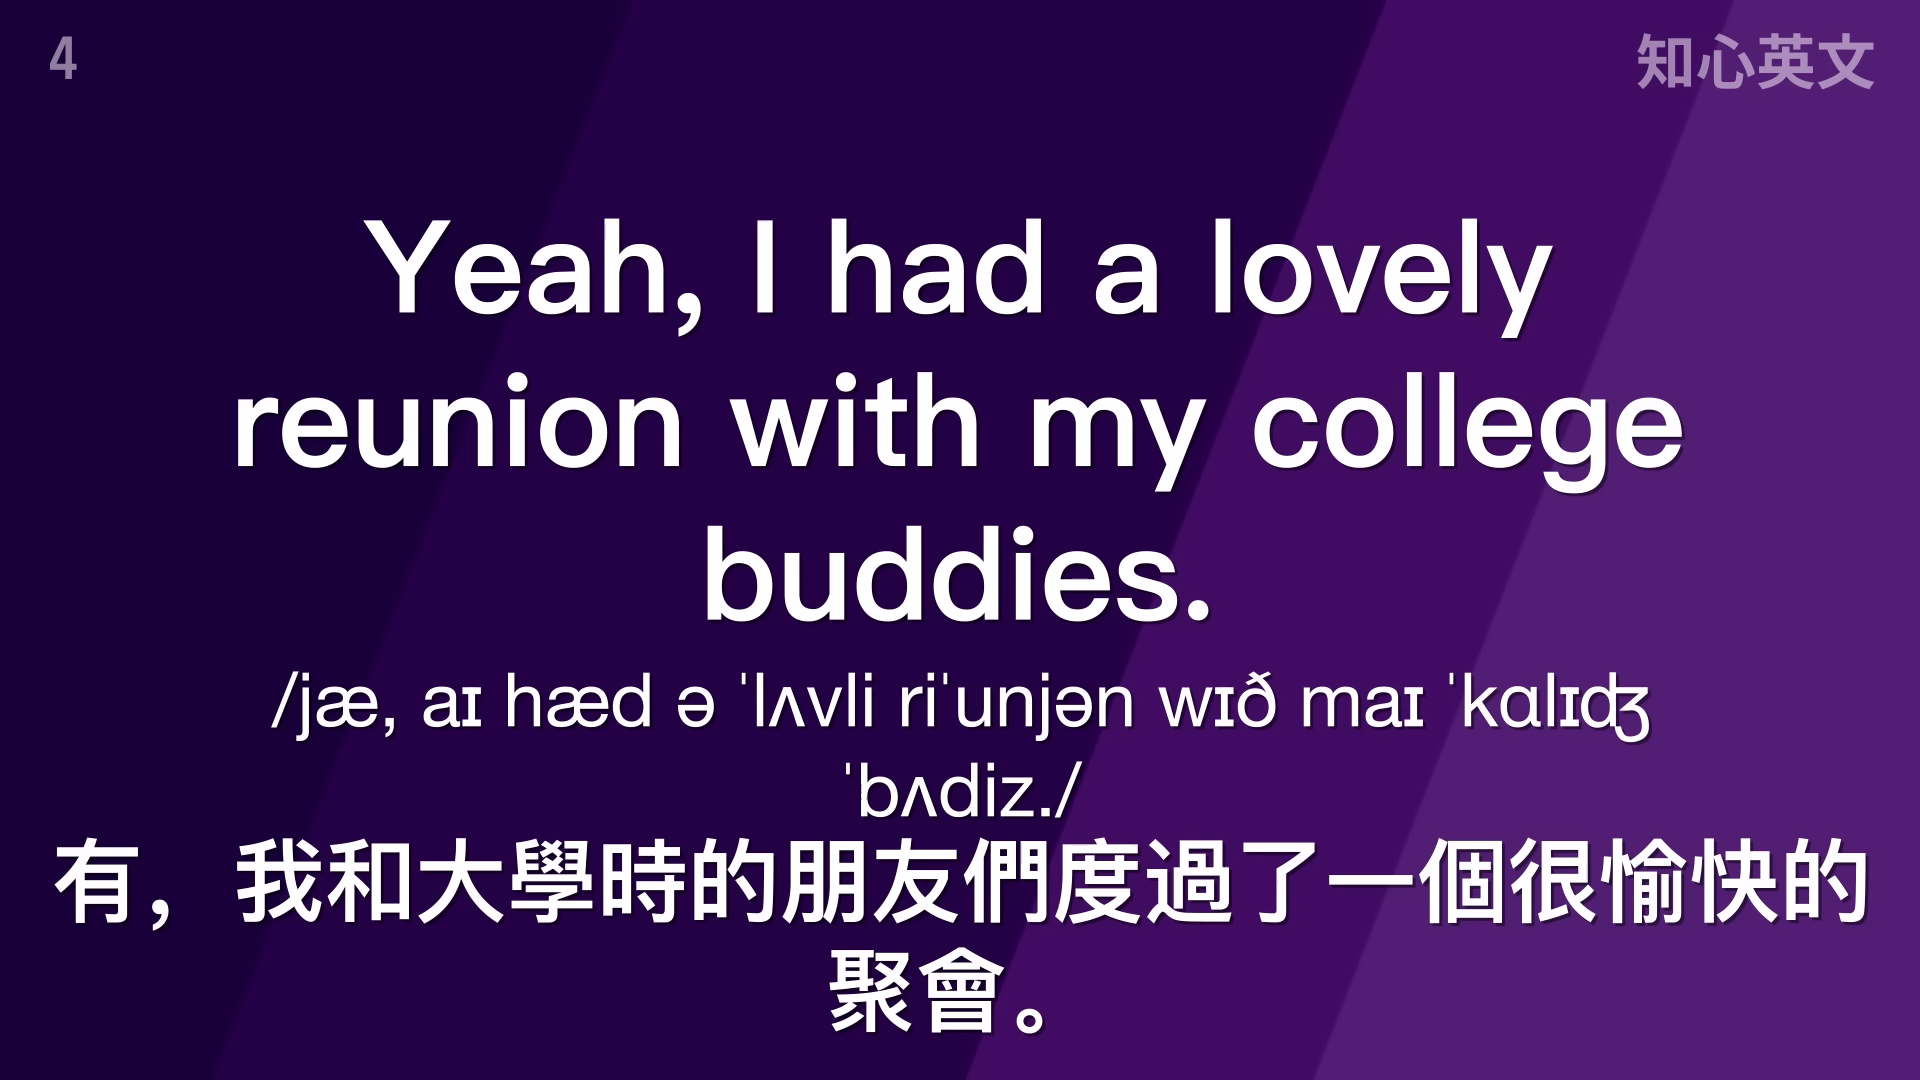 4
知心英文
Yeah, I had a lovely
reunion with my college
buddies.
/jæ, aɪ hæd ə ˈlʌvli riˈunjən wɪð maɪ ˈkɑlɪʤ
ˈbʌdiz./
有，我和大學時的朋友們度過了一個很愉快的
聚會。